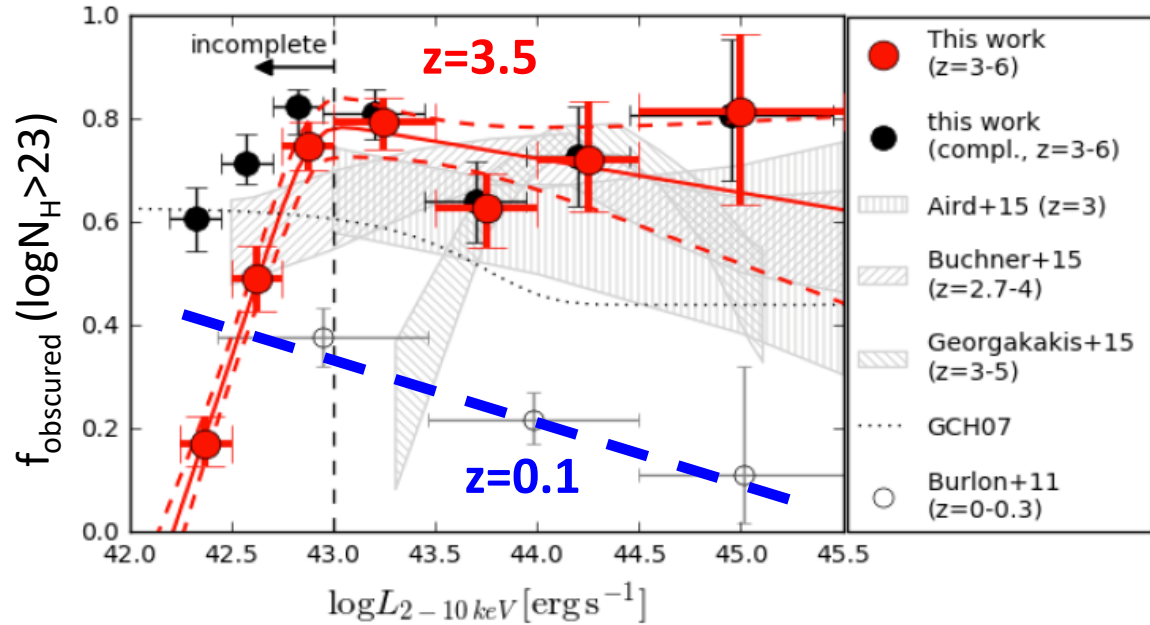 1.0
0.8
0.6
0.4
0.2
0.0
f_obscured (logN_H>23)
incomplete
z=3.5
z=0.1
42.0 42.5 43.0 43.5 44.0 44.5 45.0 45.5
logL_{2-10 keV}[erg s^{-1}]
This work
(z=3-6)
this work
(compl., z=3-6)
Aird+15 (z=3)
Buchner+15
(z=2.7-4)
Georgakakis+15
(z=3-5)
GCH07
Burlon+11
(z=0-0.3)